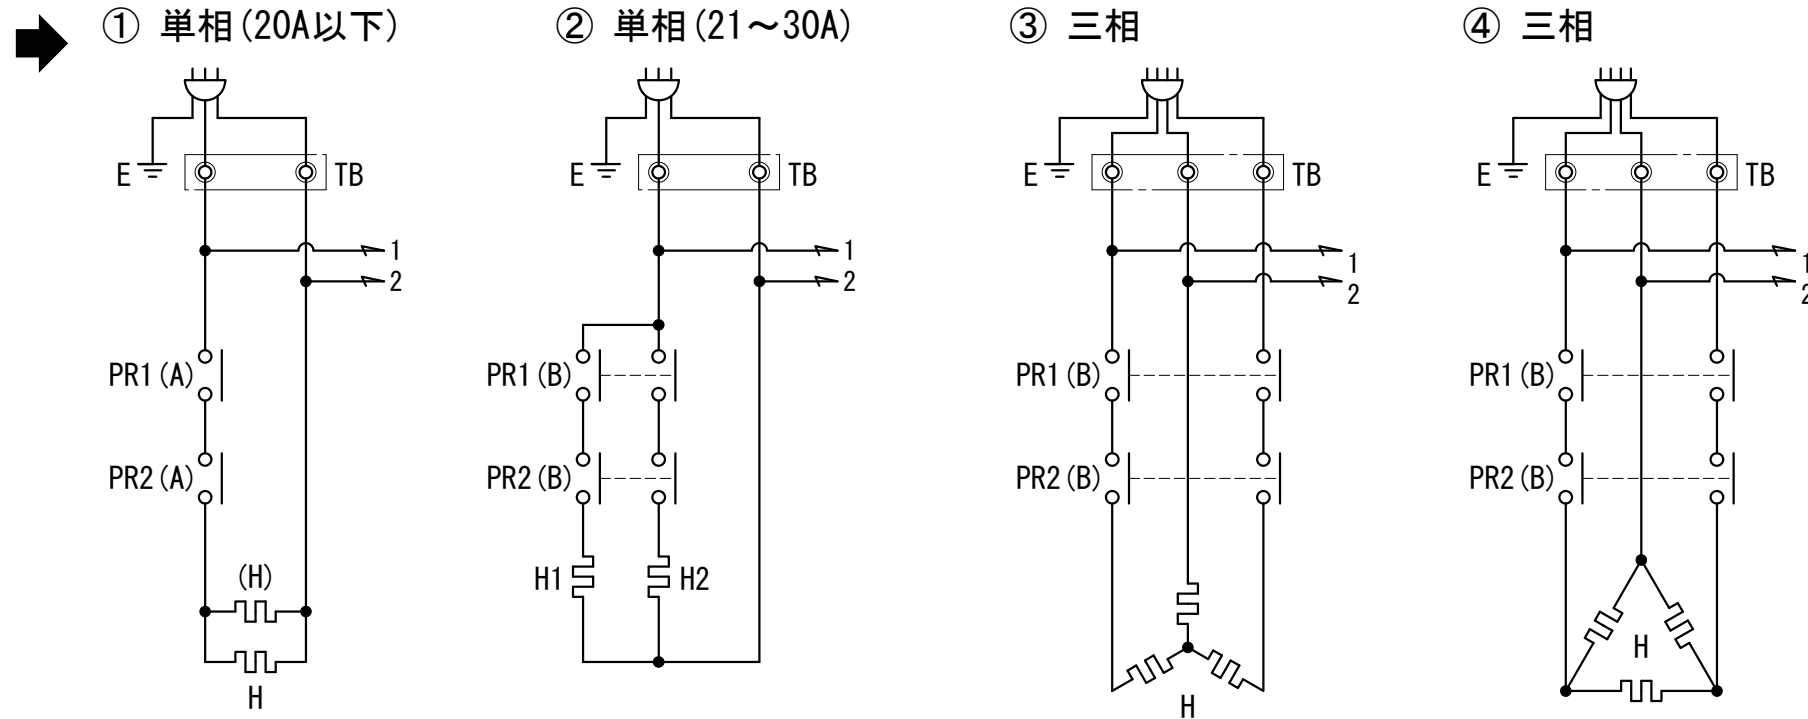 ① 単相(20A以下)
② 単相(21～30A)
③ 三相
④ 三相
E
TB
E
TB
E
TB
E
TB
1
2
1
2
1
2
1
2
PR1(A)
PR1(B)
PR1(B)
PR1(B)
PR2(A)
PR2(B)
PR2(B)
PR2(B)
(H)
H
H1
H2
H
H